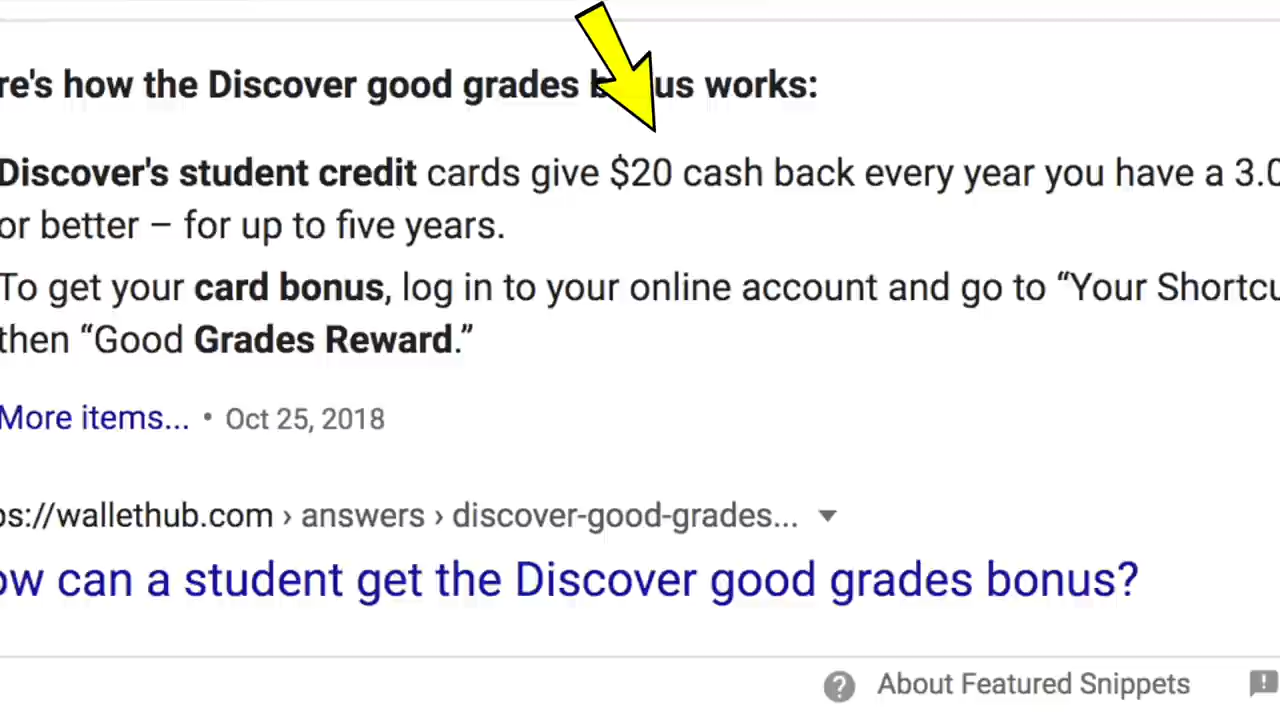 re's how the Discover good grades b us works:
Discover's student credit cards give $20 cash back every year you have a 3.0
or better – for up to five years.
To get your card bonus, log in to your online account and go to “Your Shortcu
then “Good Grades Reward.”
More items... • Oct 25, 2018
ps://wallethub.com › answers › discover-good-grades...
ow can a student get the Discover good grades bonus?
About Featured Snippets